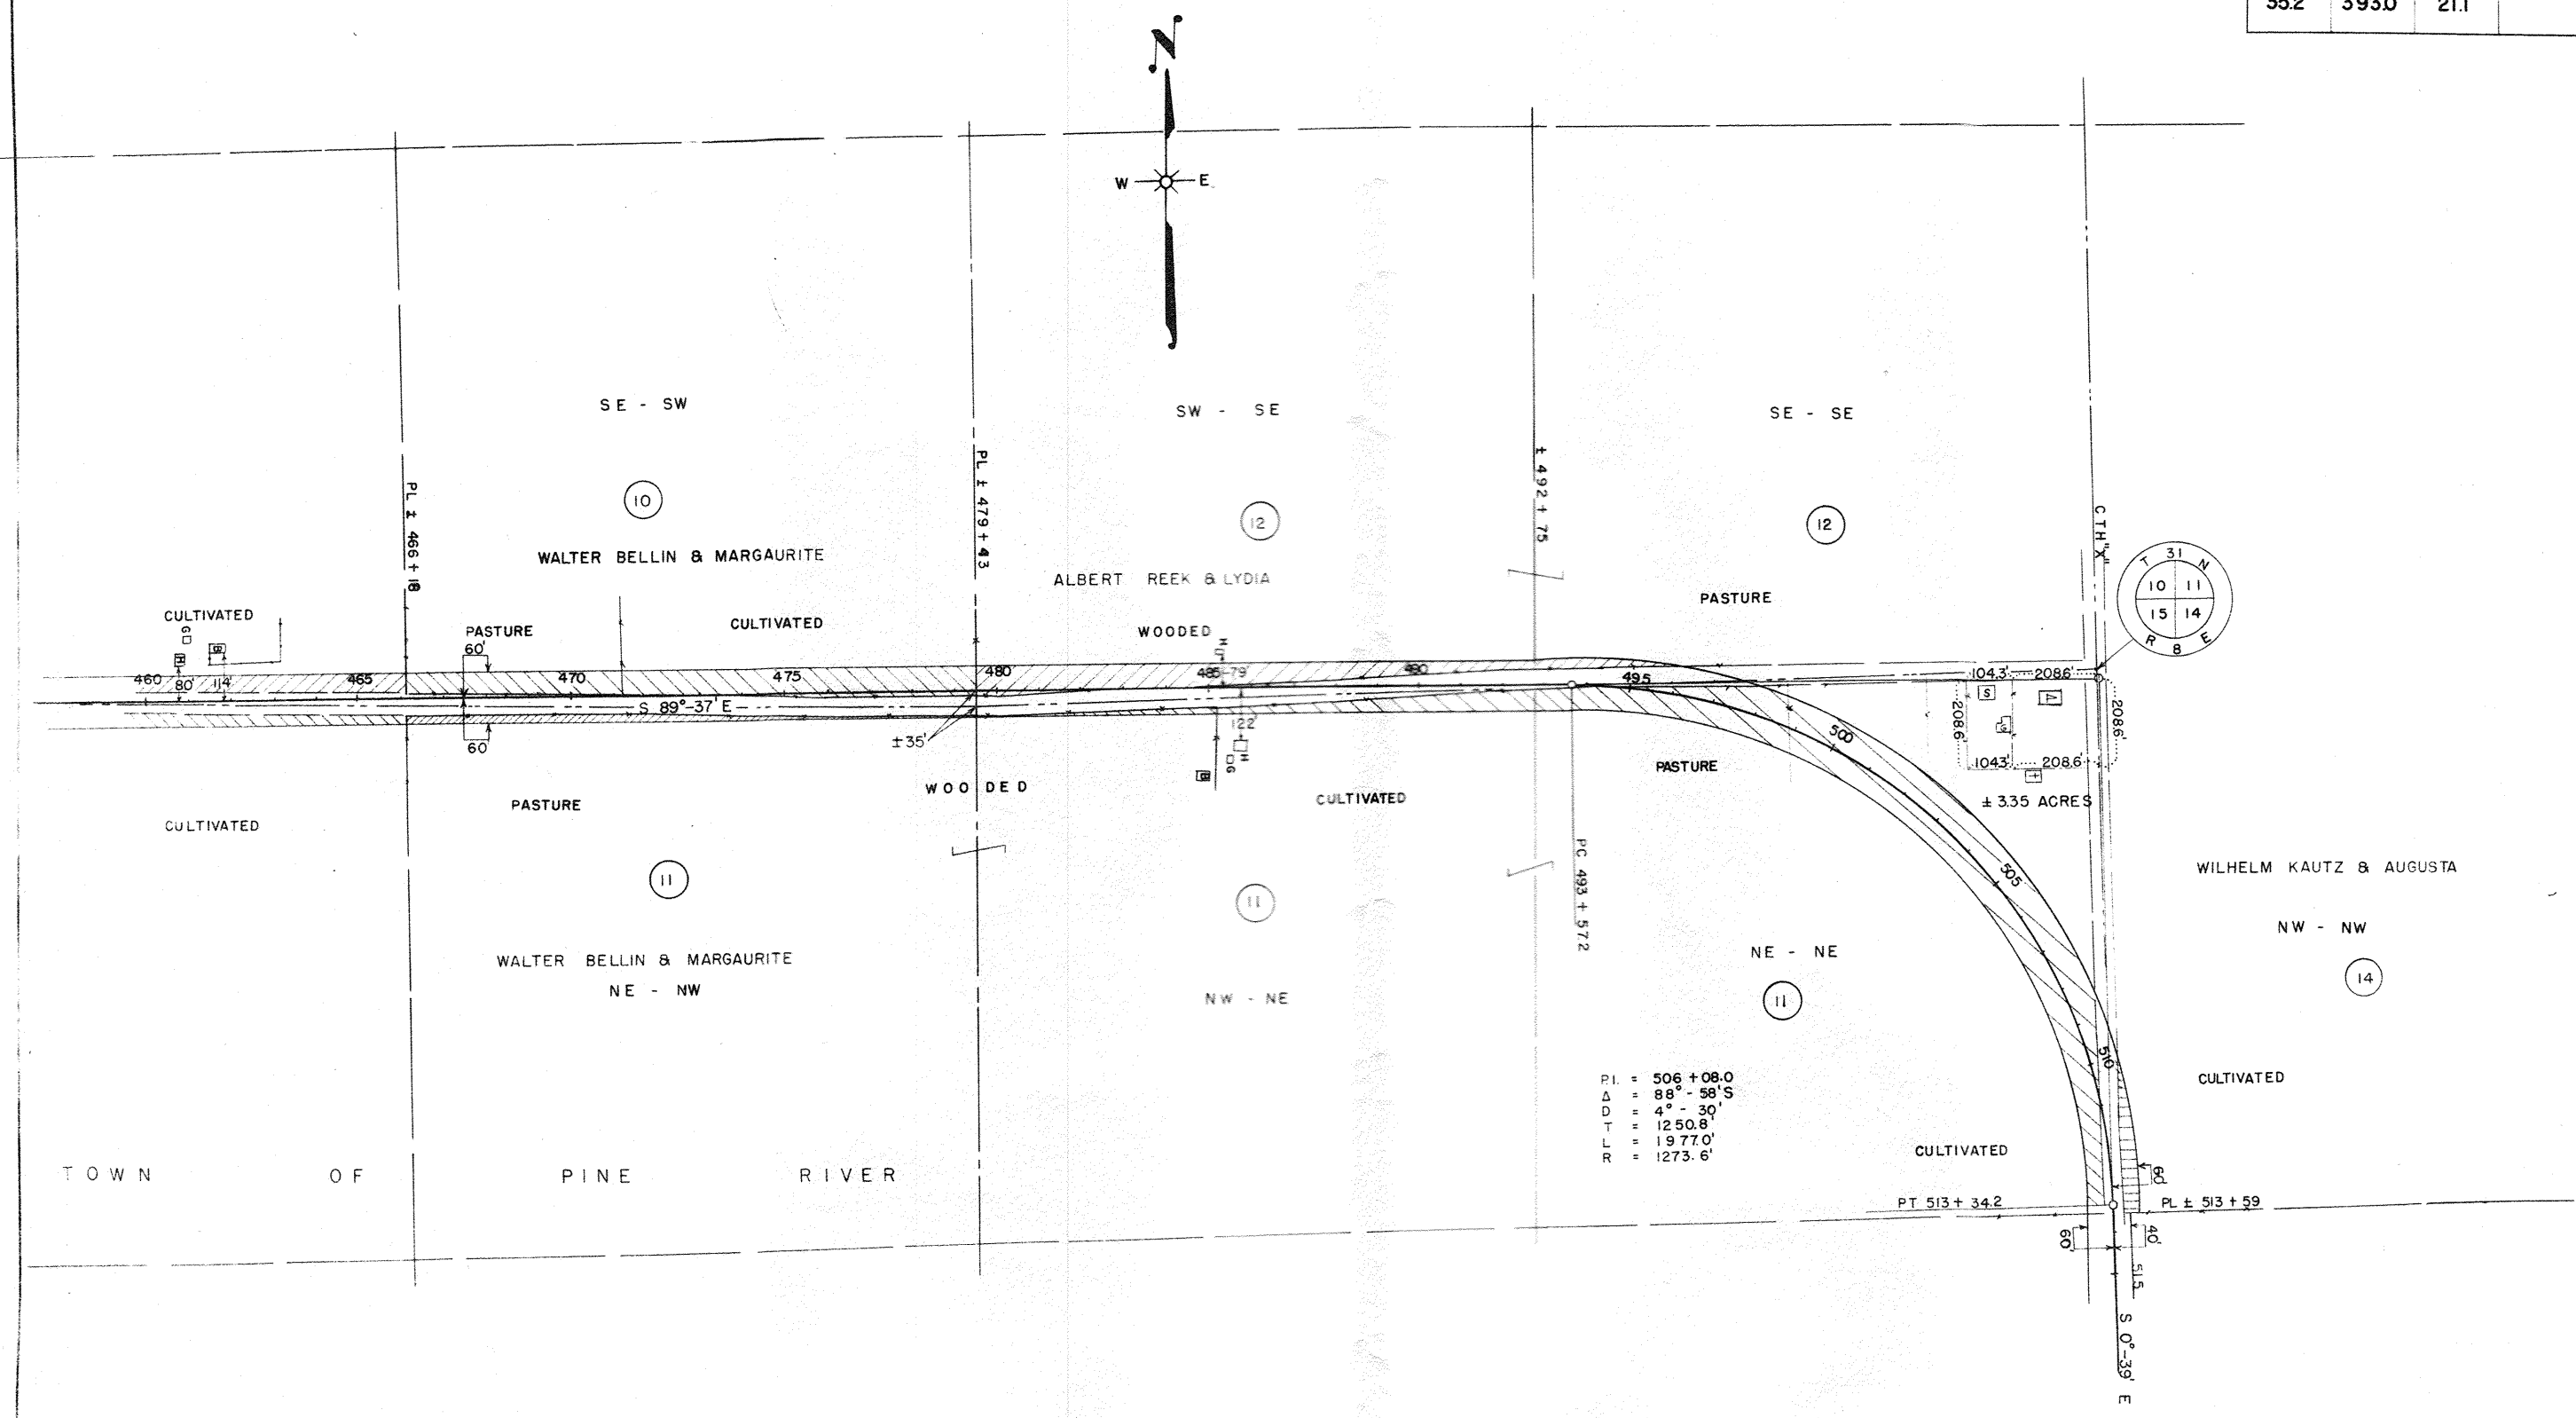 35.2 393.0 21.1
N
W E
SE - SW
SW - SE
SE - SE
10
12
12
PL ± 466 + 18
PL ± 479 + 43
± 492 + 75
CTH "X"
WALTER BELLIN & MARGAURITE
ALBERT REEK & LYDIA
T 31 N
10 11
15 14
R 8 E
CULTIVATED
PASTURE
CULTIVATED
WOODED
PASTURE
G
H
B
H
60'
460
80'
114'
465
470
475
480
485
79'
490
495
104.3' 208.6'
S
A
S 89°-37' E
60'
±35'
122'
H
G
B
208.6'
G
208.6'
500
104.3' 208.6'
± 3.35 ACRES
PASTURE
WOODED
PASTURE
CULTIVATED
CULTIVATED
PC 493 + 57.2
505
WILHELM KAUTZ & AUGUSTA
NW - NW
14
11
11
WALTER BELLIN & MARGAURITE
NE - NW
NW - NE
NE - NE
11
510
CULTIVATED
P.I. = 506 + 08.0
Δ = 88° - 58' S
D = 4° - 30'
T = 1250.8'
L = 1977.0'
R = 1273.6'
CULTIVATED
TOWN OF PINE RIVER
60'
PT 513 + 34.2
PL ± 513 + 59
60'
40'
515
S 0°-39' E